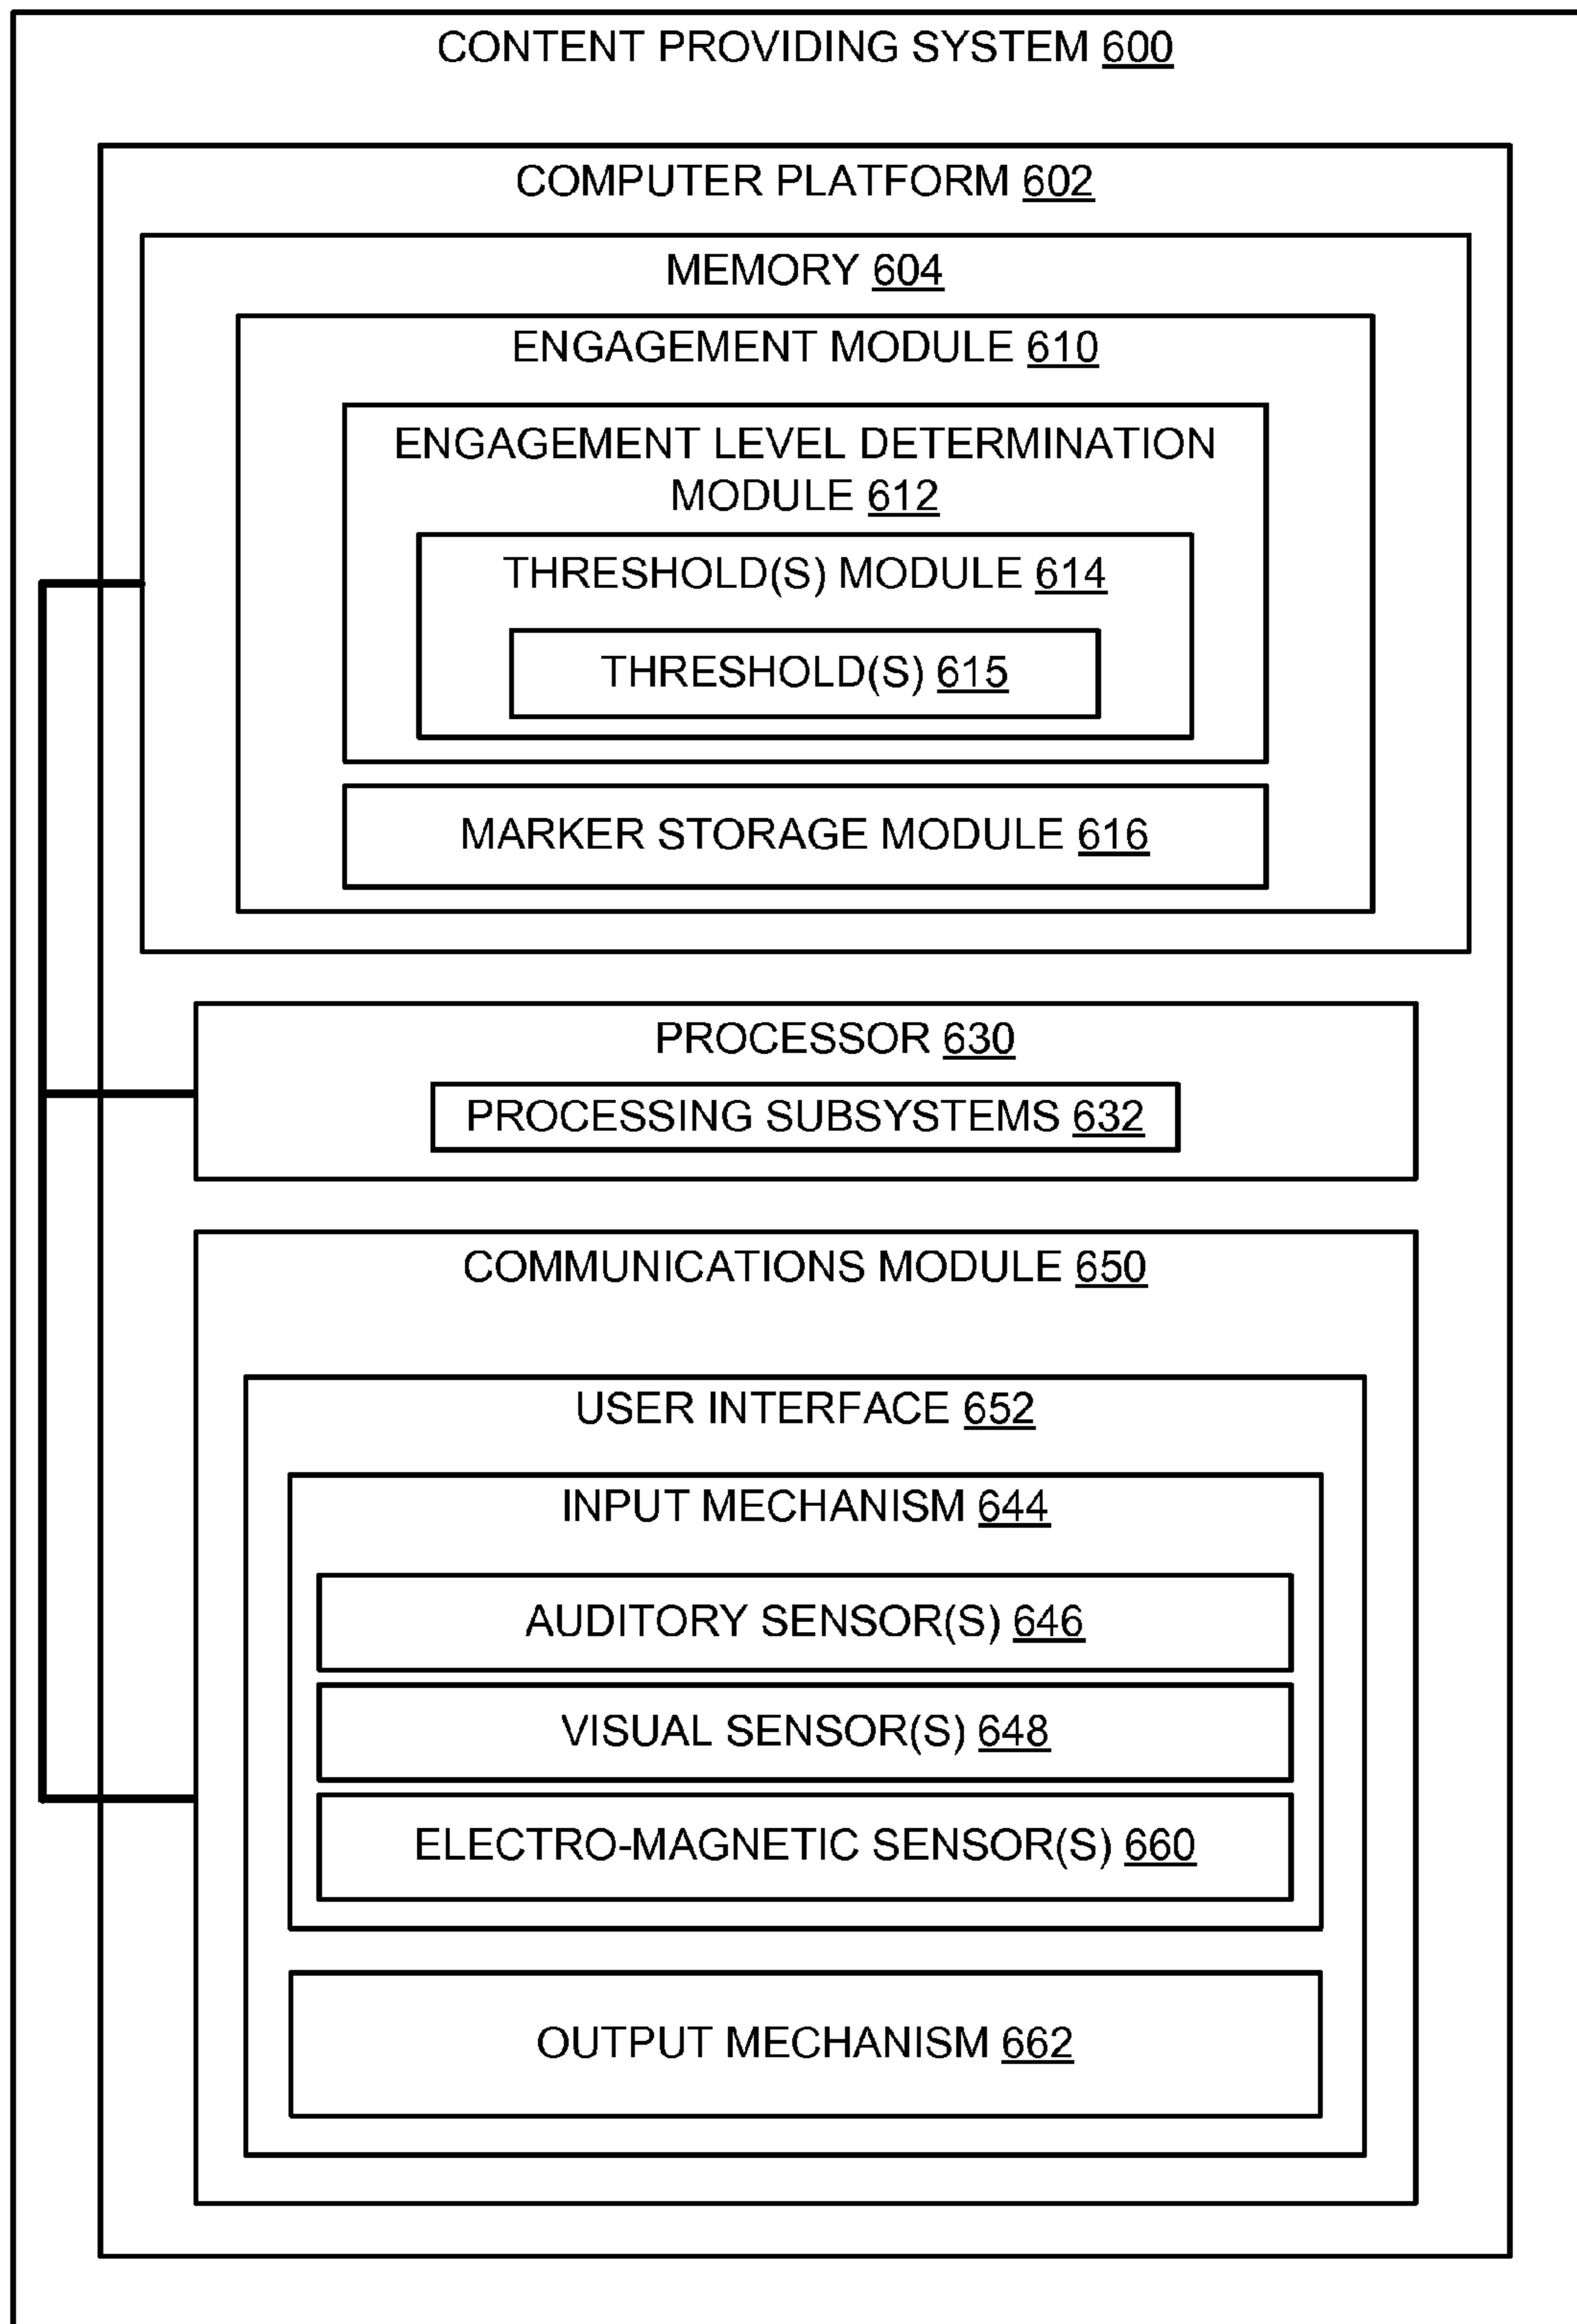 CONTENT PROVIDING SYSTEM 600
COMPUTER PLATFORM 602
MEMORY 604
ENGAGEMENT MODULE 610
ENGAGEMENT LEVEL DETERMINATION
MODULE 612
THRESHOLD(S) MODULE 614
THRESHOLD(S) 615
MARKER STORAGE MODULE 616
PROCESSOR 630
PROCESSING SUBSYSTEMS 632
COMMUNICATIONS MODULE 650
USER INTERFACE 652
INPUT MECHANISM 644
AUDITORY SENSOR(S) 646
VISUAL SENSOR(S) 648
ELECTRO-MAGNETIC SENSOR(S) 660
OUTPUT MECHANISM 662